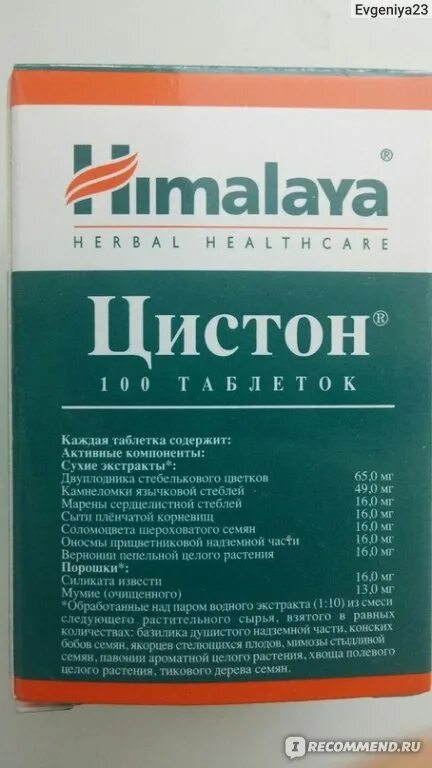 Evgeniya23
Himalaya®
HERBAL HEALTHCARE
Цистон®
100 ТАБЛЕТОК
Каждая таблетка содержит:
Активные компоненты:
Сухие экстракты*:
Двуплодника стебелькового цветков 65,0 мг
Камнеломки язычковой стеблей 49,0 мг
Марены сердцелистной стеблей 16,0 мг
Сыти плёнчатой корневищ 16,0 мг
Соломоцвета шероховатого семян 16,0 мг
Оносмы прицветниковой надземной части 16,0 мг
Вернонии пепельной целого растения 16,0 мг
Порошки*:
Силиката извести 16,0 мг
Мумие (очищенного) 13,0 мг
*Обработанные над паром водного экстракта (1:10) из смеси
следующего растительного сырья, взятого в равных
количествах: базилика душистого надземной части, конских
бобов семян, якорцев стелющихся плодов, мимозы стыдливой
семян, павонии ароматной целого растения, хвоща полевого
целого растения, тикового дерева семян.
IRECOMMEND.RU